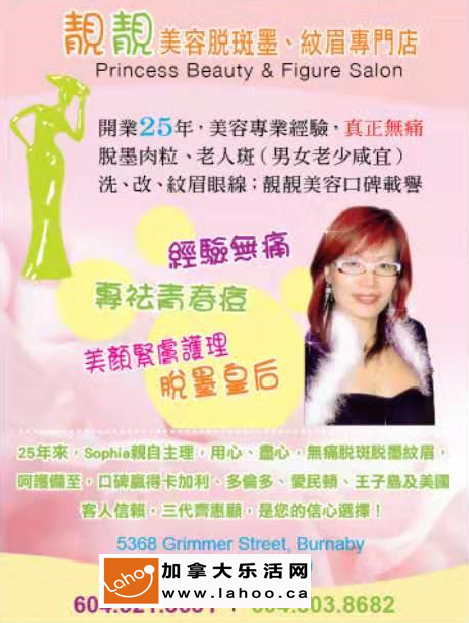 靚靚美容脱斑墨、紋眉專門店
Princess Beauty & Figure Salon
開業25年，美容專業經驗，真正無痛
脫墨肉粒、老人斑（男女老少咸宜）
洗、改、紋眉眼線；靚靚美容口碑載譽
經驗無痛
專祛青春痘
美顏緊膚護理
脫墨皇后
25年來，Sophia親自主理，用心、盡心，無痛脫斑脫墨紋眉，
呵護備至，口碑贏得卡加利、多倫多、愛民頓、王子島及美國
客人信賴，三代齊惠顧，是您的信心選擇！
5368 Grimmer Street, Burnaby
Lahoo
加拿大乐活网
www.lahoo.ca
8682